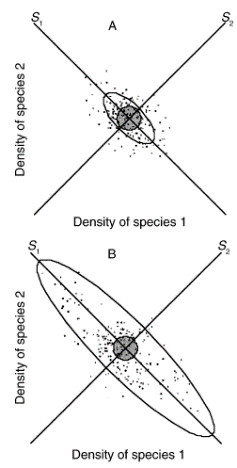 S1
A
S2
Density of species 2
Density of species 1
S1
B
S2
Density of species 2
Density of species 1